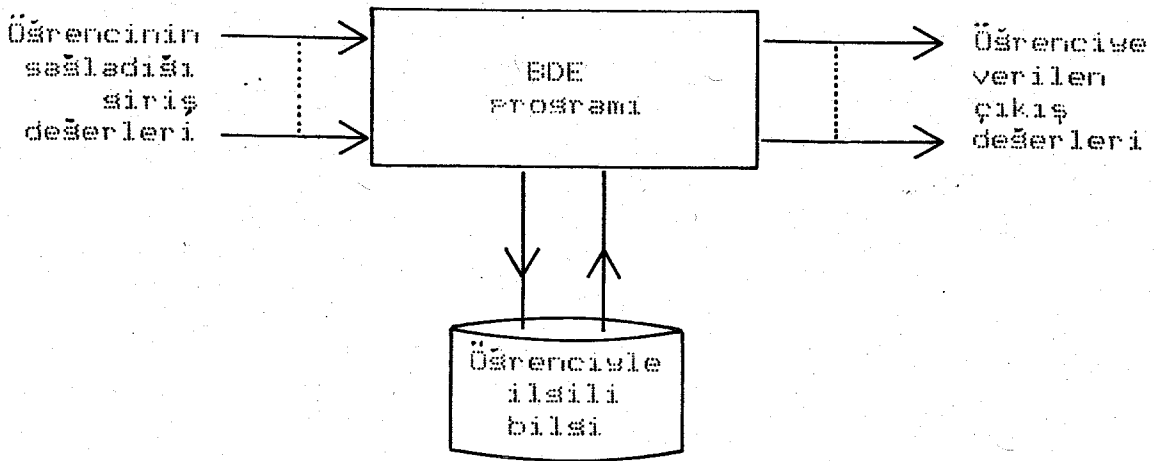 Öğrencinin
sağladığı
giriş
değerleri
BDE
programı
Öğrenciye
verilen
çıkış
değerleri
Öğrenciyle
ilgili
bilgi